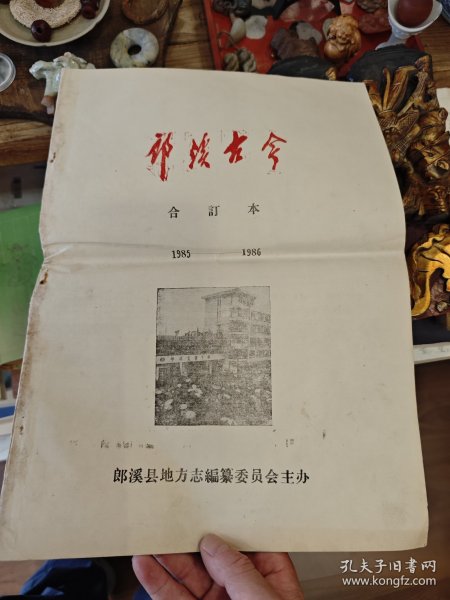 郎溪古今
合訂本
1985——1986
郎溪县地方志編纂委员会主办
孔夫子旧书网
www.kongfz.com